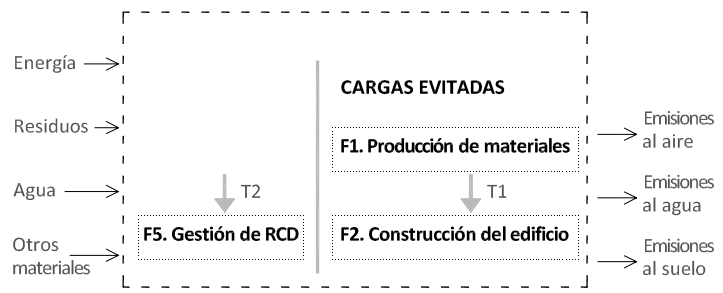 Energía
Residuos
Agua
Otros
materiales
T2
F5. Gestión de RCD
CARGAS EVITADAS
F1. Producción de materiales
T1
F2. Construcción del edificio
Emisiones
al aire
Emisiones
al agua
Emisiones
al suelo